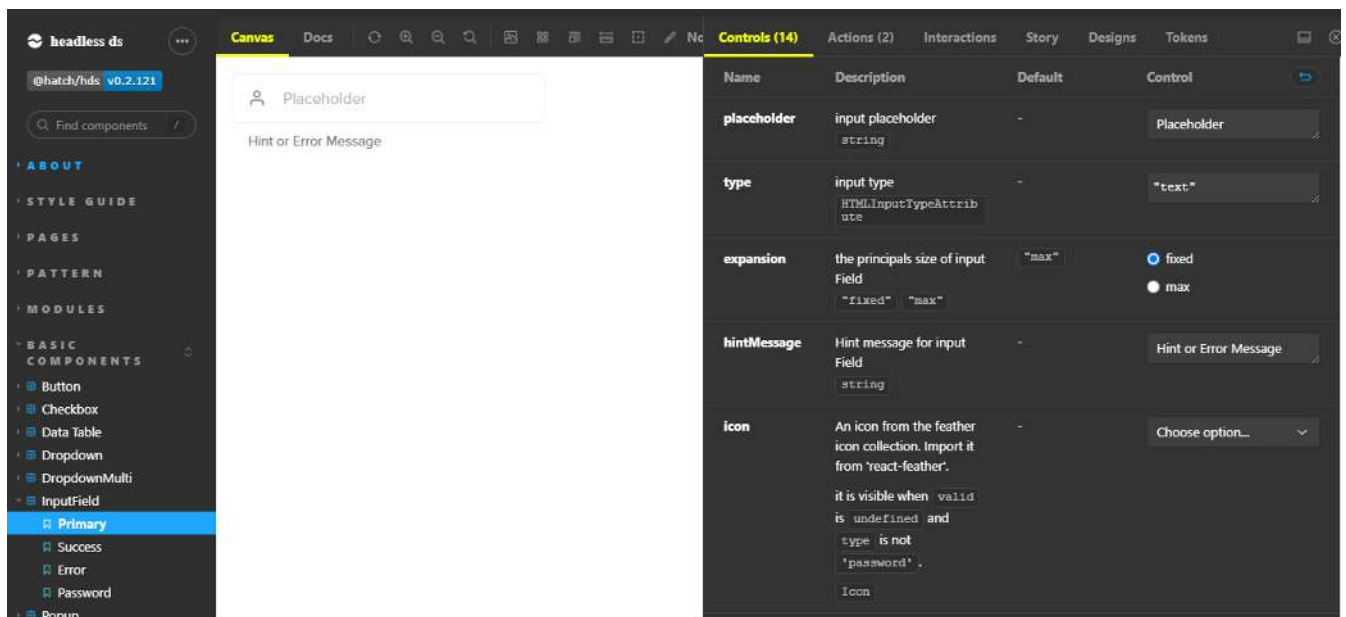 headless ds
Canvas Docs No Controls (14) Actions (2) Interactions Story Designs Tokens
@hatch/hds v0.2.121
Find components /
ABOUT
STYLE GUIDE
PAGES
PATTERN
MODULES
BASIC
COMPONENTS
Button
Checkbox
Data Table
Dropdown
DropdownMulti
InputField
Primary
Success
Error
Password
Popup
Placeholder
Hint or Error Message
Name Description Default Control
placeholder input placeholder - Placeholder
string
type input type - "text"
HTMLInputTypeAttrib
ute
expansion the principals size of input "max" fixed
Field max
"fixed" "max"
hintMessage Hint message for input - Hint or Error Message
Field
string
icon An icon from the feather - Choose option...
icon collection. Import it
from 'react-feather'.
it is visible when valid
is undefined and
type is not
'password' .
Icon